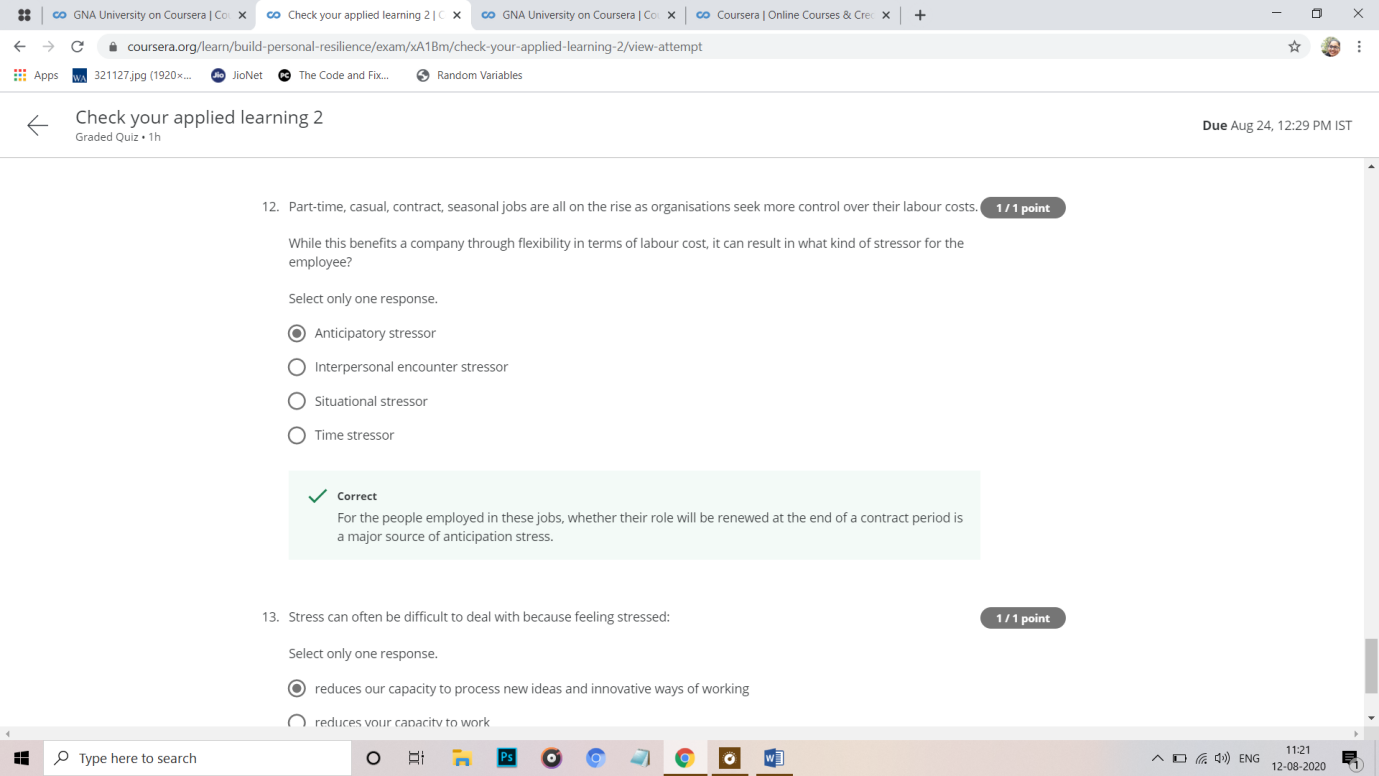 GNA University on Coursera | Co
Check your applied learning 2 | C
GNA University on Coursera | Co
Coursera | Online Courses & Cred
coursera.org/learn/build-personal-resilience/exam/xA1Bm/check-your-applied-learning-2/view-attempt
Apps
WA
321127.jpg (1920×...
Jio
JioNet
PC
The Code and Fix...
Random Variables
Check your applied learning 2
Graded Quiz • 1h
Due Aug 24, 12:29 PM IST
12. Part-time, casual, contract, seasonal jobs are all on the rise as organisations seek more control over their labour costs.
1 / 1 point
While this benefits a company through flexibility in terms of labour cost, it can result in what kind of stressor for the
employee?
Select only one response.
Anticipatory stressor
Interpersonal encounter stressor
Situational stressor
Time stressor
Correct
For the people employed in these jobs, whether their role will be renewed at the end of a contract period is
a major source of anticipation stress.
13. Stress can often be difficult to deal with because feeling stressed:
1 / 1 point
Select only one response.
reduces our capacity to process new ideas and innovative ways of working
reduces your capacity to work
Type here to search
Ps
ENG
11:21
12-08-2020
1